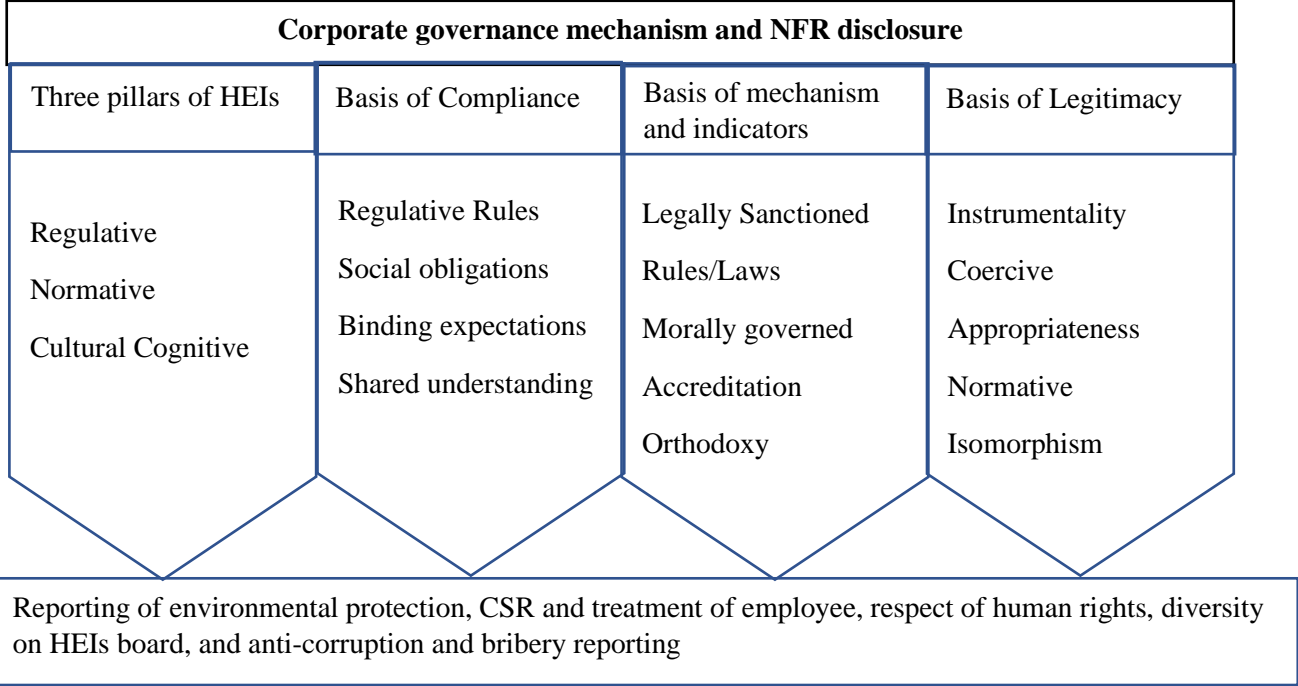 Corporate governance mechanism and NFR disclosure
Three pillars of HEIs
Basis of Compliance
Basis of mechanism
and indicators
Basis of Legitimacy
Regulative
Normative
Cultural Cognitive
Regulative Rules
Social obligations
Binding expectations
Shared understanding
Legally Sanctioned
Rules/Laws
Morally governed
Accreditation
Orthodoxy
Instrumentality
Coercive
Appropriateness
Normative
Isomorphism
Reporting of environmental protection, CSR and treatment of employee, respect of human rights, diversity
on HEIs board, and anti-corruption and bribery reporting